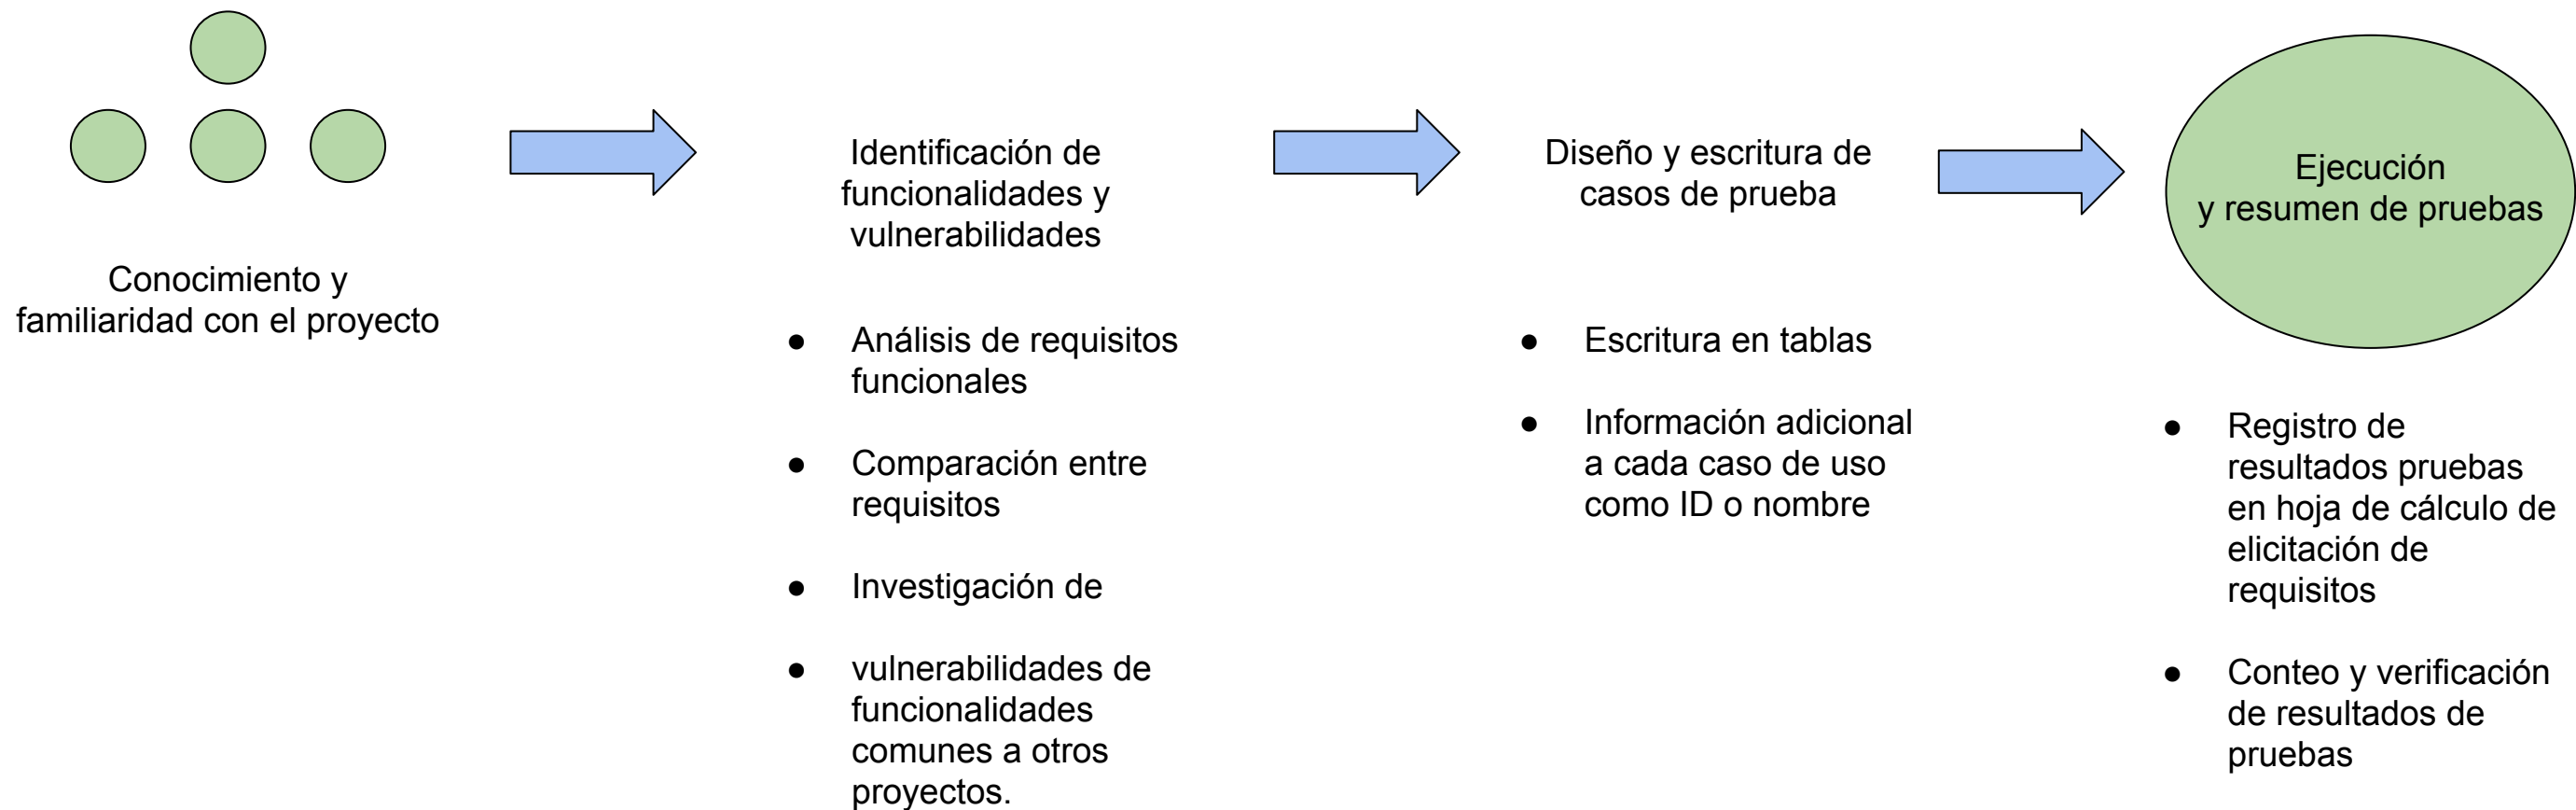 Conocimiento y
familiaridad con el proyecto
Identificación de
funcionalidades y
vulnerabilidades
● Análisis de requisitos
funcionales
● Comparación entre
requisitos
● Investigación de
● vulnerabilidades de
funcionalidades
comunes a otros
proyectos.
Diseño y escritura de
casos de prueba
● Escritura en tablas
● Información adicional
a cada caso de uso
como ID o nombre
Ejecución
y resumen de pruebas
● Registro de
resultados pruebas
en hoja de cálculo de
elicitación de
requisitos
● Conteo y verificación
de resultados de
pruebas